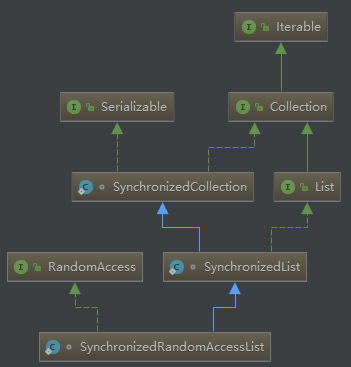 I Iterable
I Serializable
I Collection
C SynchronizedCollection
I List
I RandomAccess
C SynchronizedList
C SynchronizedRandomAccessList